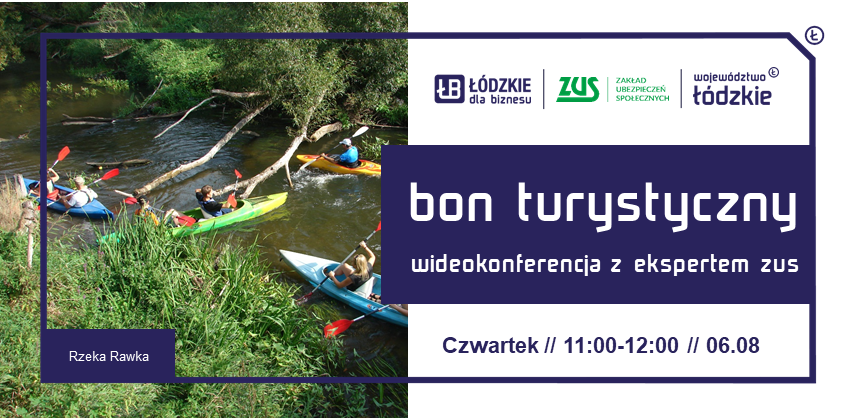 Ł
ŁB ŁÓDZKIE
dla biznesu
ZUS
ZAKŁAD
UBEZPIECZEŃ
SPOŁECZNYCH
województwo Ł
łódzkie
bon turystyczny
wideokonferencja z ekspertem zus
Czwartek // 11:00-12:00 // 06.08
Rzeka Rawka